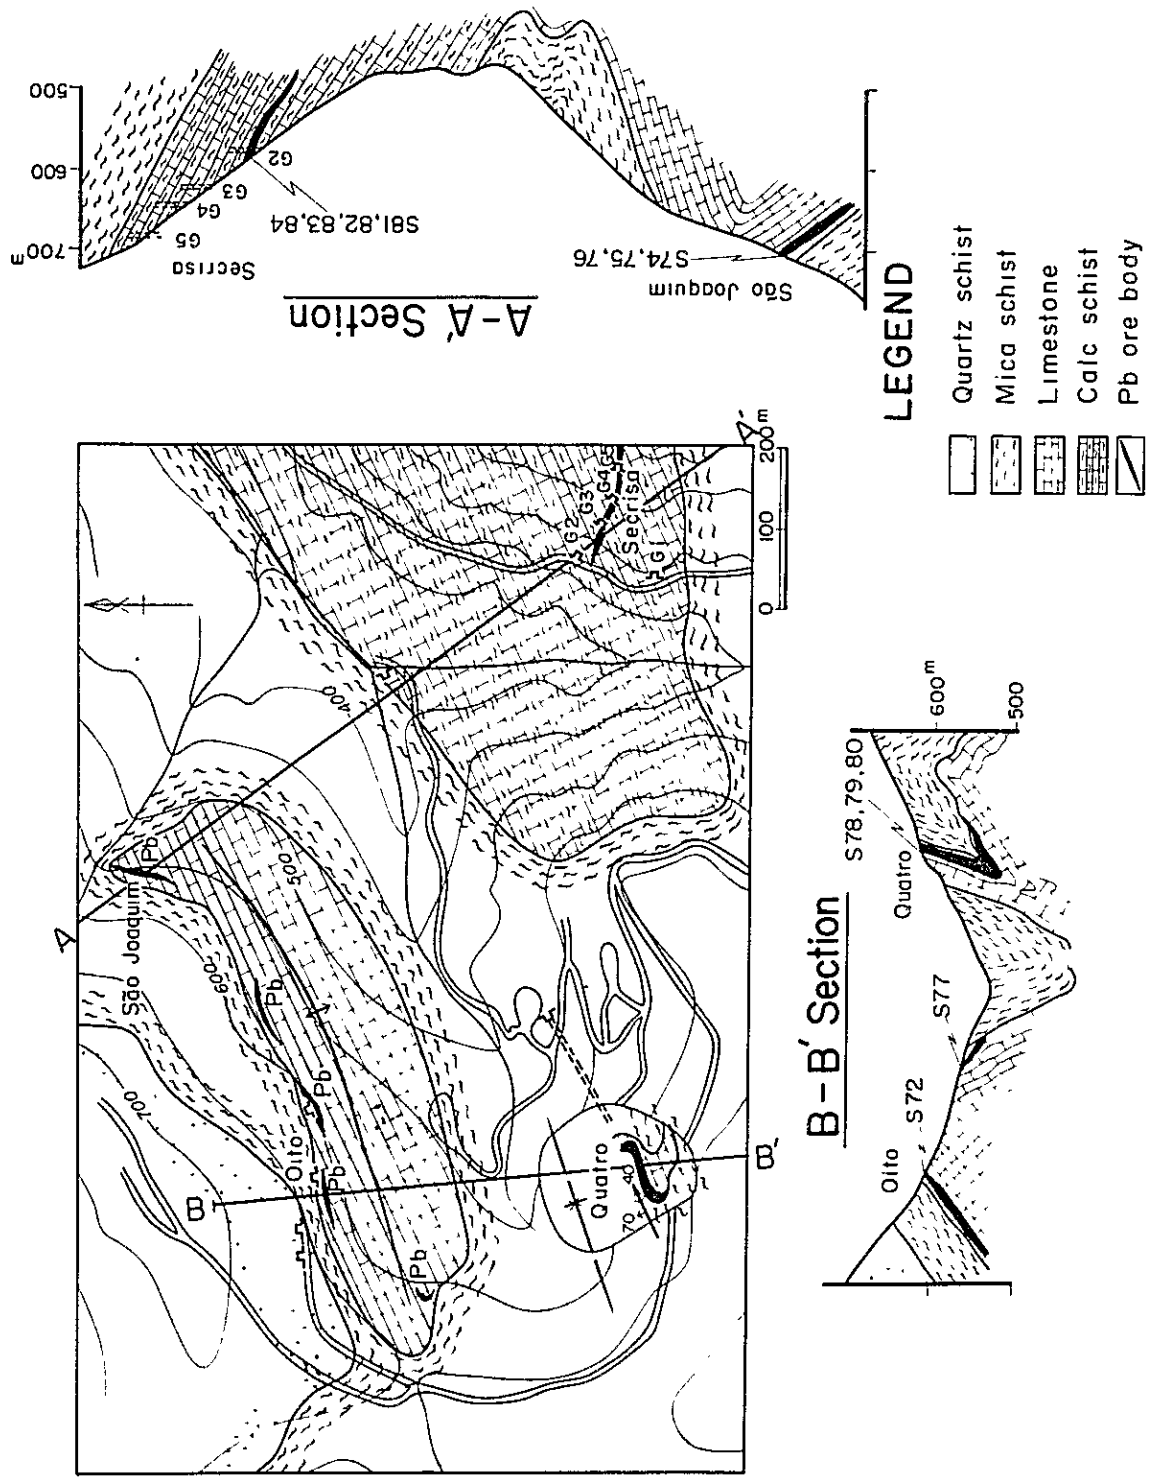 500
600
700
m
G2
G3
G4
G5
Secrisa
S81,82,83,84
S74,75,76
São Joaquim
A-A' Section
LEGEND
Quartz schist
Mica schist
Limestone
Calc schist
Pb ore body
A
A'
São Joaquim
Pb
700
600
500
400
Pb
Pb
Oito
Pb
Pb
B
B'
Quatro
40
70
G2
G3
G4
G5
Secrisa
G1
0
100
200m
B-B' Section
Oito
S72
S77
Quatro
S78,79,80
600m
500